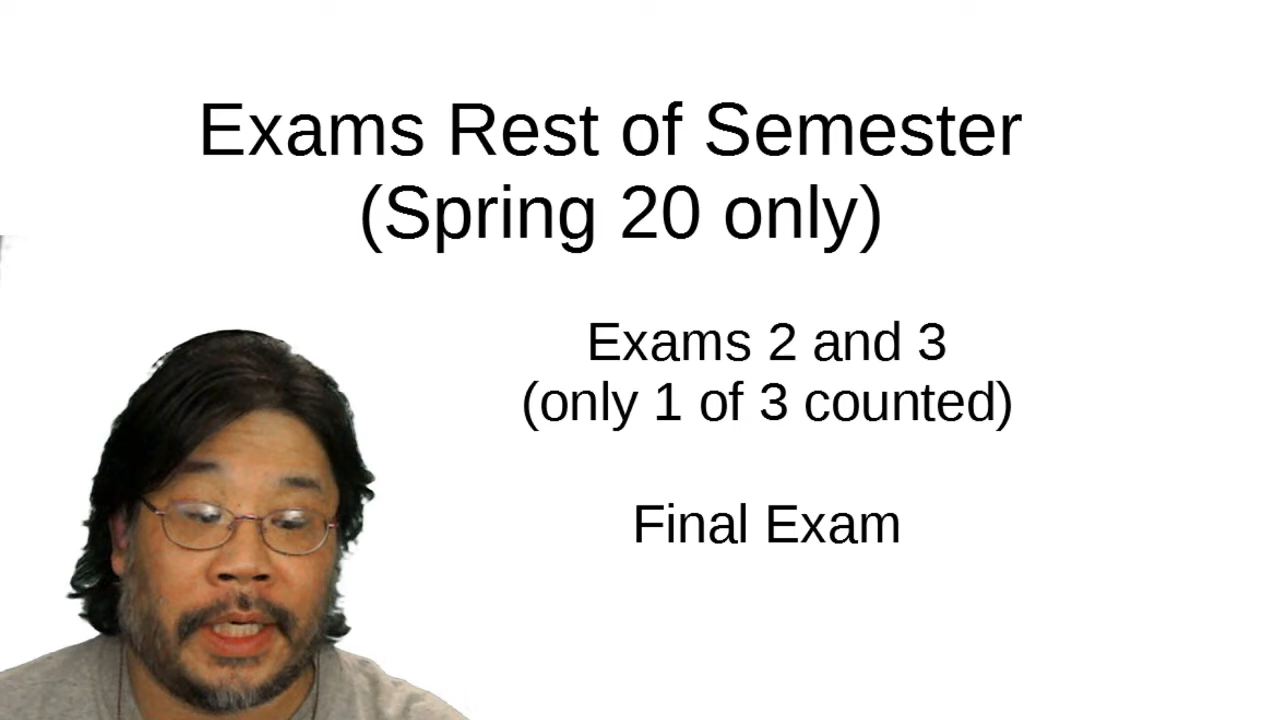 Exams Rest of Semester
(Spring 20 only)
Exams 2 and 3
(only 1 of 3 counted)
Final Exam